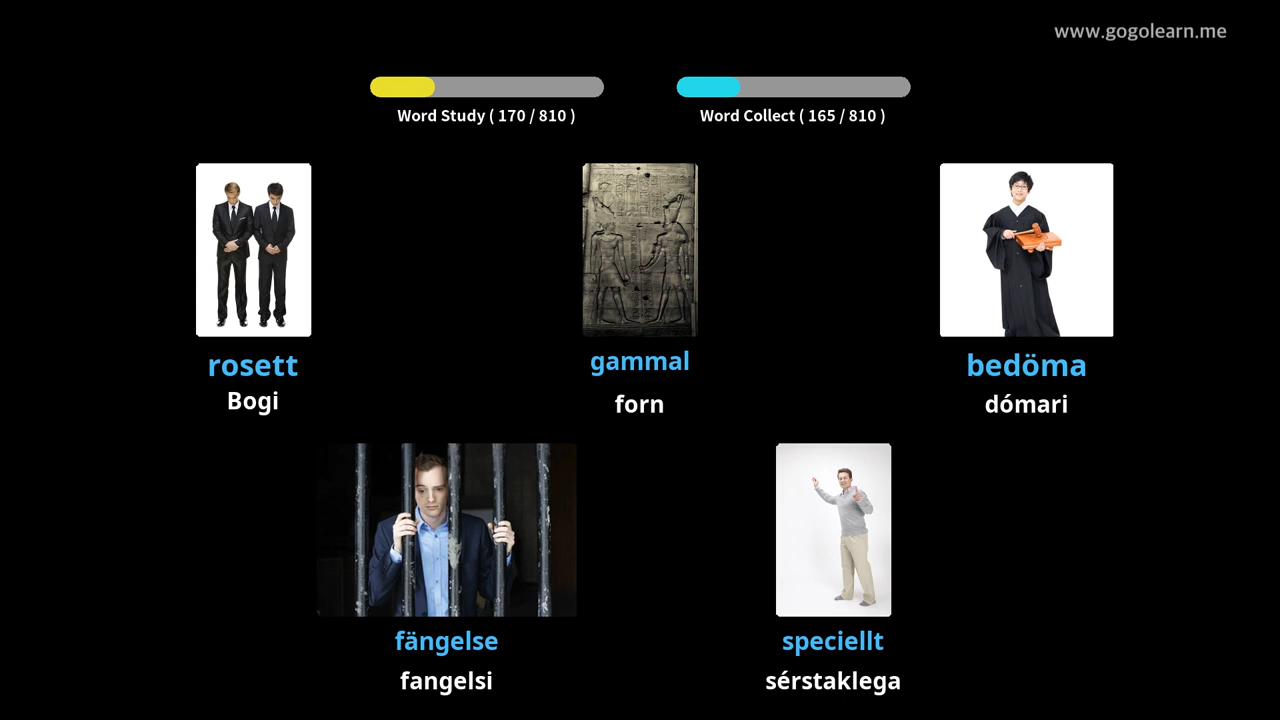 www.gogolearn.me
Word Study ( 170 / 810 )
Word Collect ( 165 / 810 )
rosett
Bogi
gammal
forn
bedöma
dómari
fängelse
fangelsi
speciellt
sérstaklega